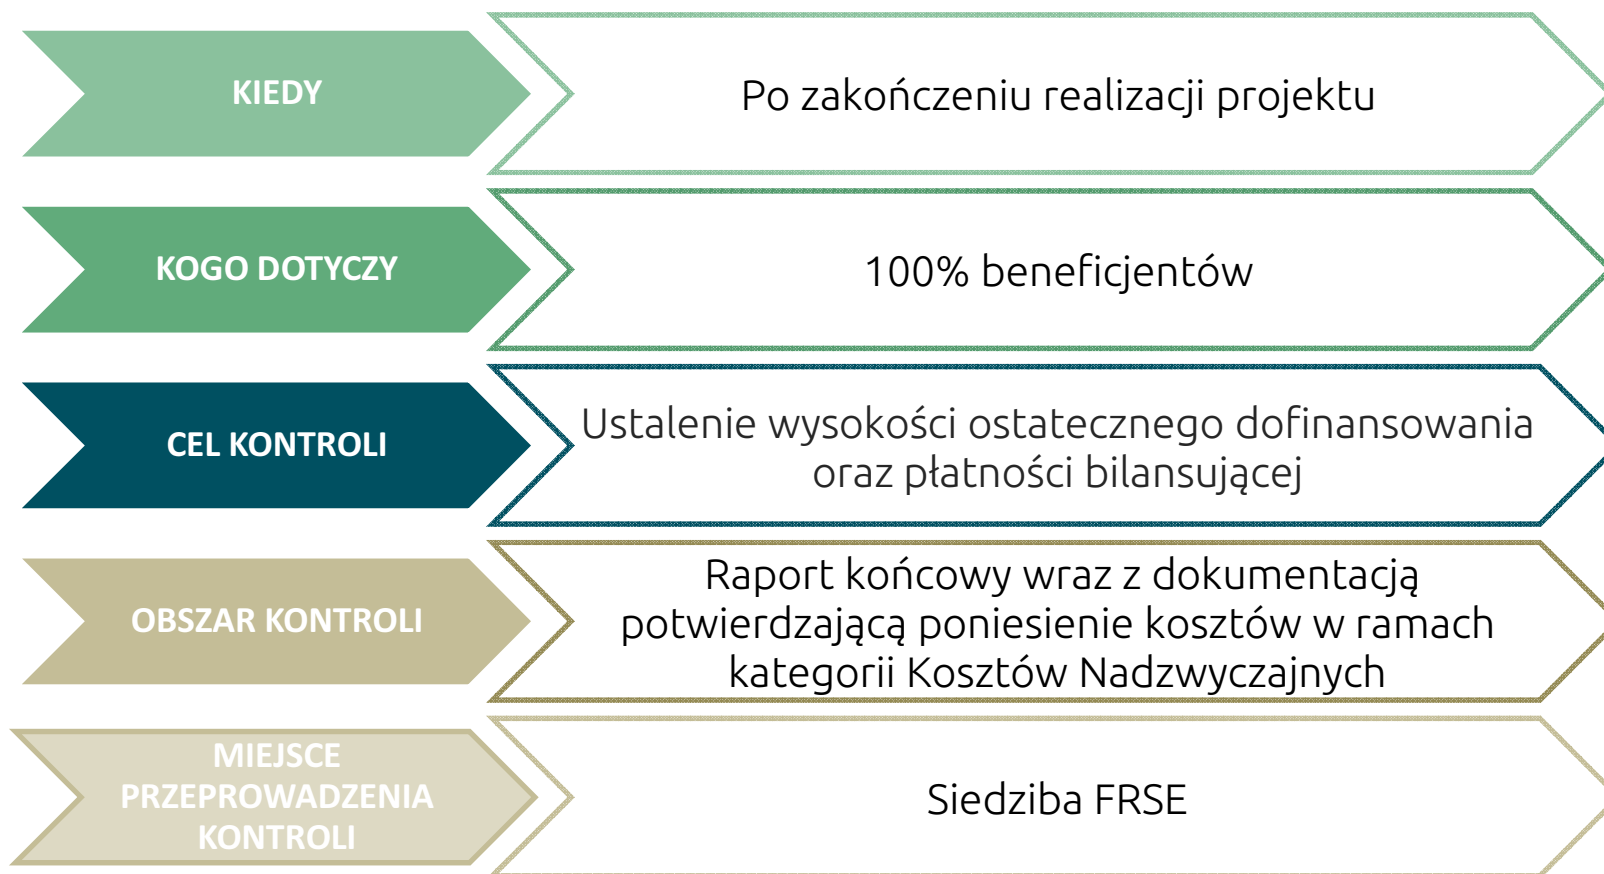 KIEDY
Po zakończeniu realizacji projektu
KOGO DOTYCZY
100% beneficjentów
CEL KONTROLI
Ustalenie wysokości ostatecznego dofinansowania
oraz płatności bilansującej
OBSZAR KONTROLI
Raport końcowy wraz z dokumentacją
potwierdzającą poniesienie kosztów w ramach
kategorii Kosztów Nadzwyczajnych
MIEJSCE
PRZEPROWADZENIA
KONTROLI
Siedziba FRSE